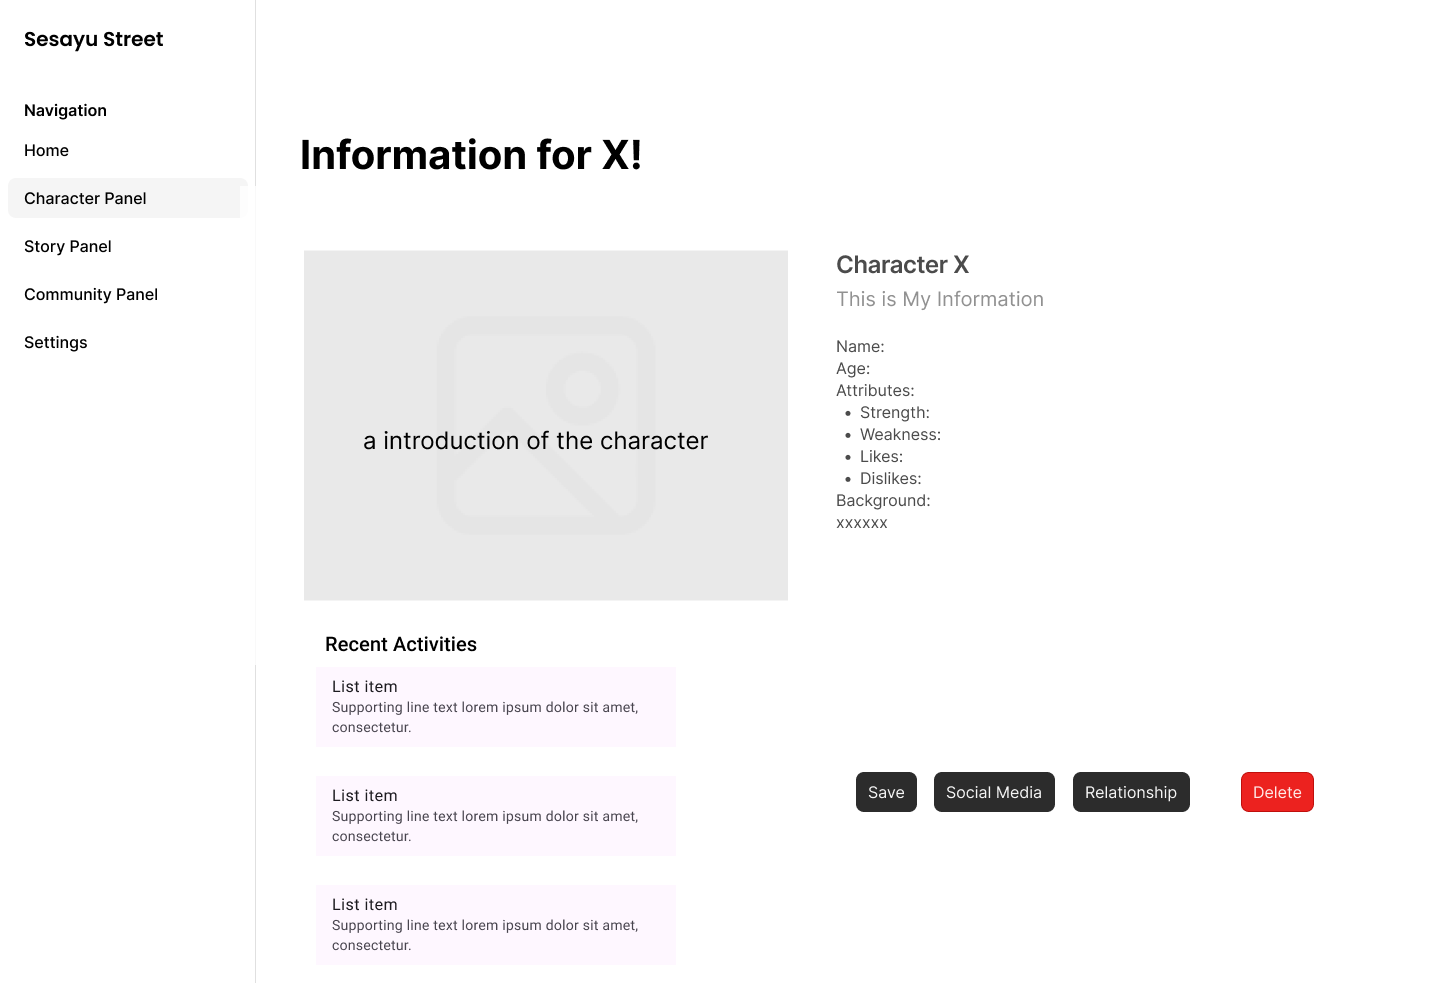 Sesayu Street
Navigation
Home
Character Panel
Story Panel
Community Panel
Settings
Information for X!
a introduction of the character
Character X
This is My Information
Name:
Age:
Attributes:
• Strength:
• Weakness:
• Likes:
• Dislikes:
Background:
xxxxxx
Recent Activities
List item
Supporting line text lorem ipsum dolor sit amet,
consectetur.
List item
Supporting line text lorem ipsum dolor sit amet,
consectetur.
List item
Supporting line text lorem ipsum dolor sit amet,
consectetur.
Save
Social Media
Relationship
Delete